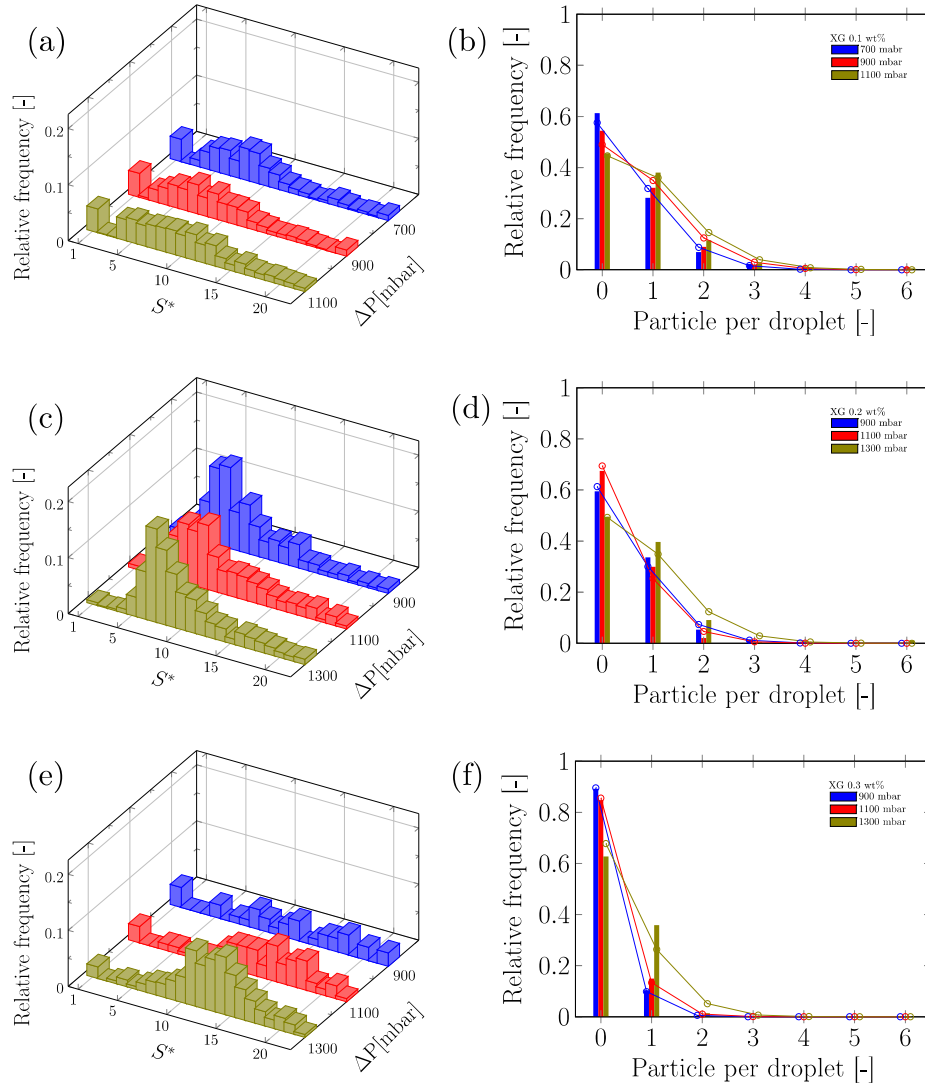 (a)
Relative frequency [-]
0.2
0.1
0
1
5
10
15
20
S*
700
900
1100
ΔP[mbar]
(b)
Relative frequency [-]
1
0.8
0.6
0.4
0.2
0
0 1 2 3 4 5 6
Particle per droplet [-]
XG 0.1 wt%
700 mabr
900 mbar
1100 mbar
(c)
Relative frequency [-]
0.2
0.1
0
1
5
10
15
20
S*
900
1100
1300
ΔP[mbar]
(d)
Relative frequency [-]
1
0.8
0.6
0.4
0.2
0
0 1 2 3 4 5 6
Particle per droplet [-]
XG 0.2 wt%
900 mbar
1100 mbar
1300 mbar
(e)
Relative frequency [-]
0.2
0.1
0
1
5
10
15
20
S*
900
1100
1300
ΔP[mbar]
(f)
Relative frequency [-]
1
0.8
0.6
0.4
0.2
0
0 1 2 3 4 5 6
Particle per droplet [-]
XG 0.3 wt%
900 mbar
1100 mbar
1300 mbar